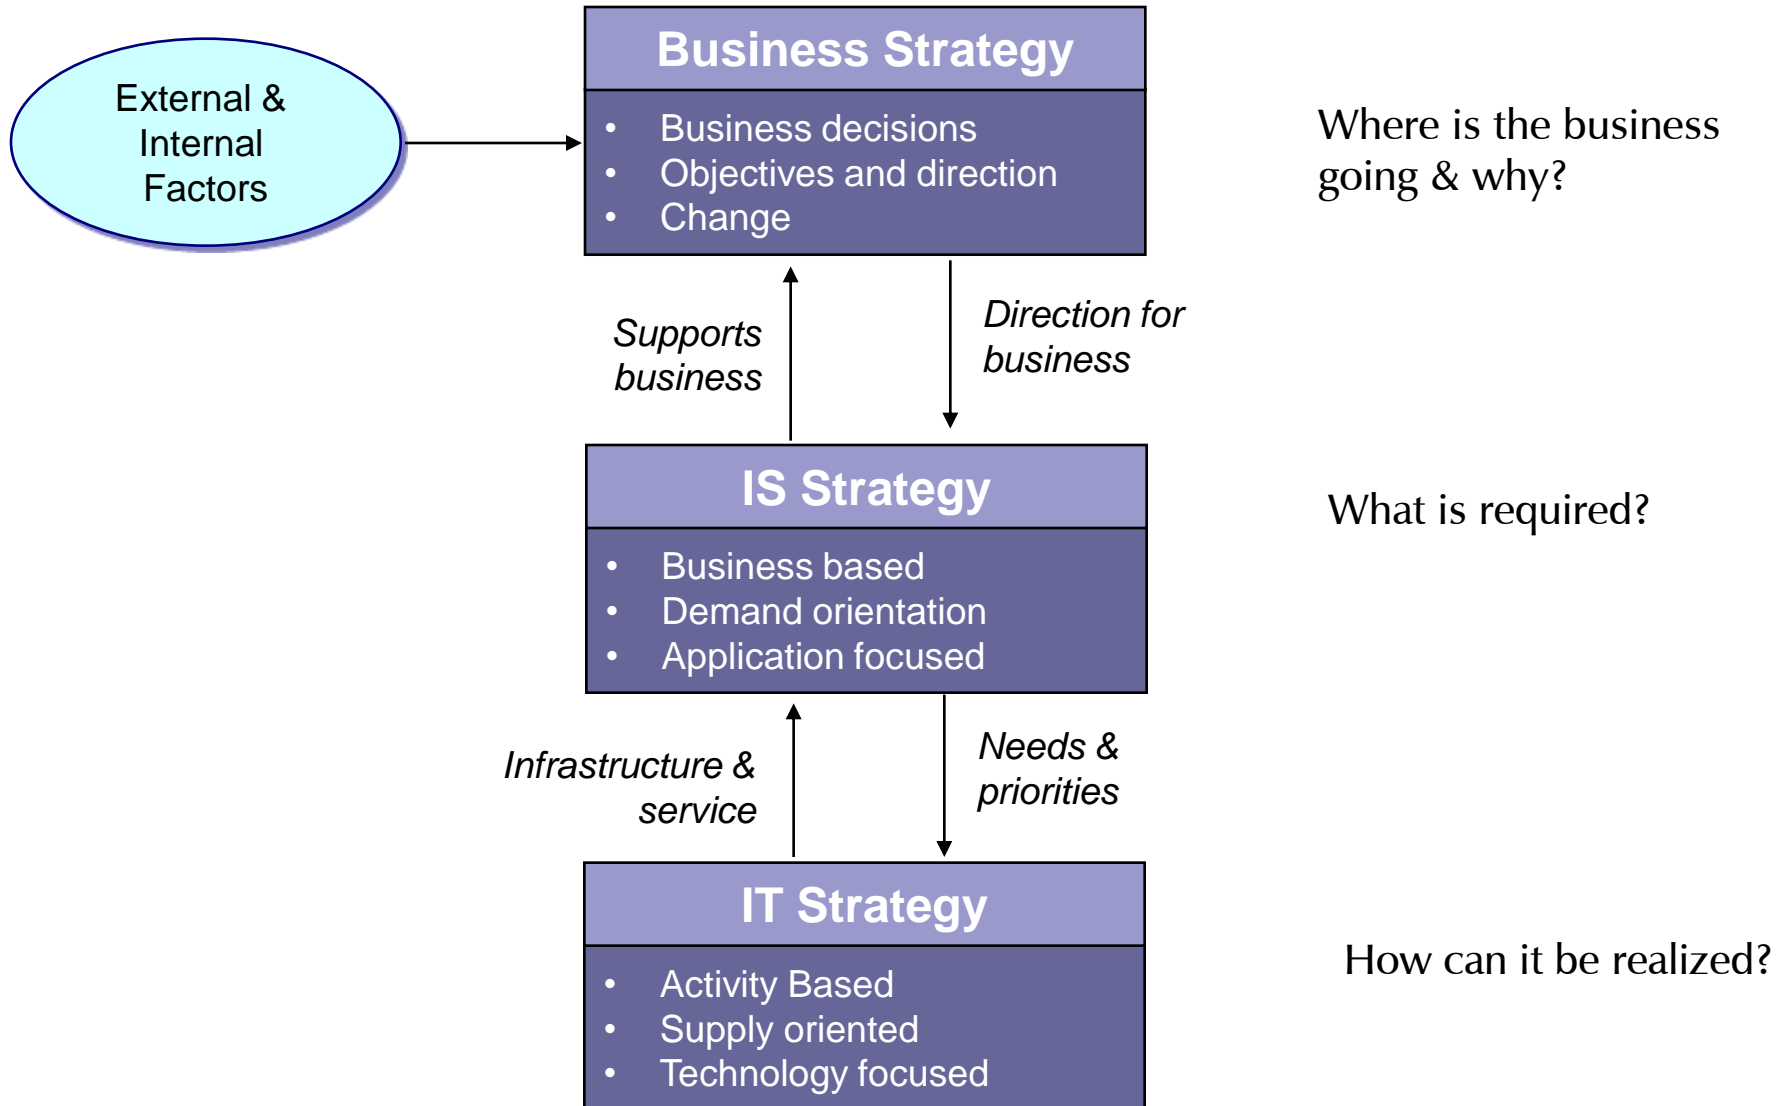 Business Strategy
External &
Internal
Factors
• Business decisions
• Objectives and direction
• Change
Where is the business
going & why?
Supports
business
Direction for
business
IS Strategy
• Business based
• Demand orientation
• Application focused
What is required?
Infrastructure &
service
Needs &
priorities
IT Strategy
• Activity Based
• Supply oriented
• Technology focused
How can it be realized?